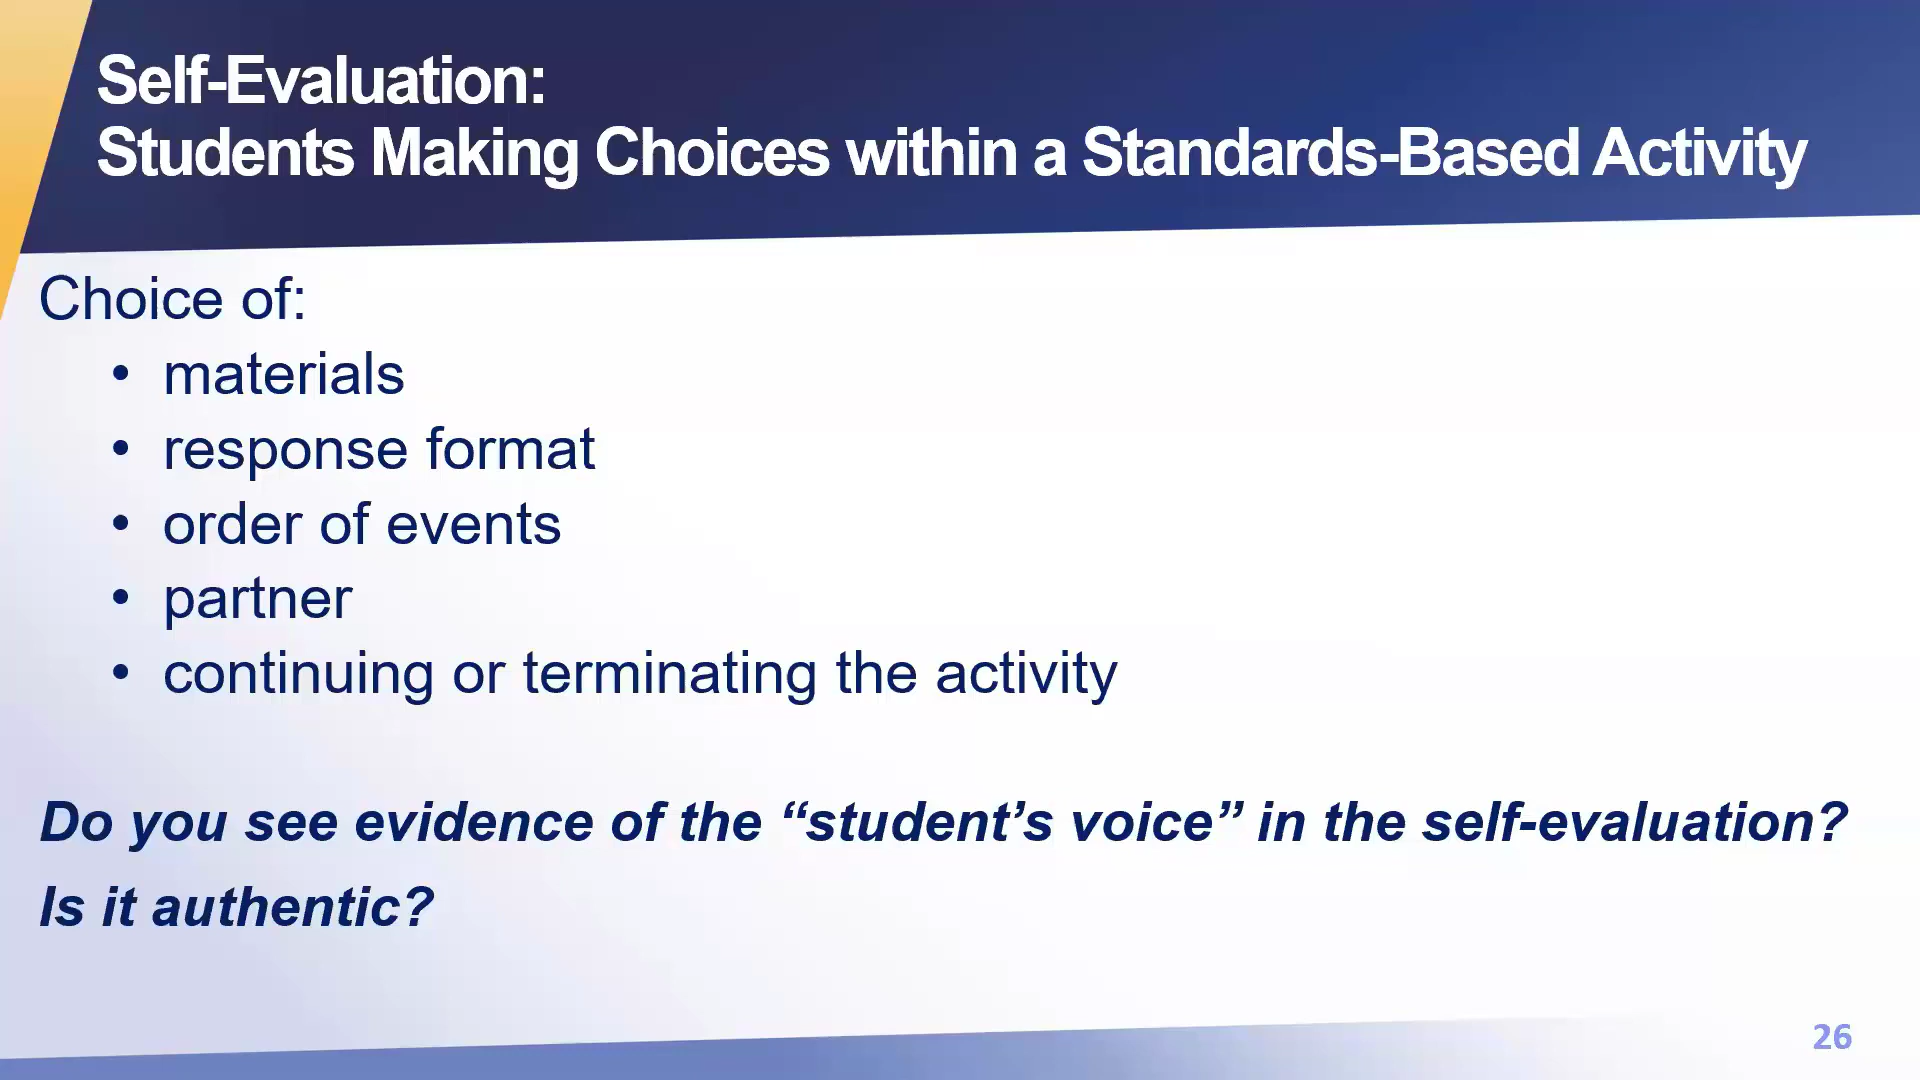 Self-Evaluation:
Students Making Choices within a Standards-Based Activity
Choice of:
• materials
• response format
• order of events
• partner
• continuing or terminating the activity
Do you see evidence of the “student’s voice” in the self-evaluation?
Is it authentic?
26